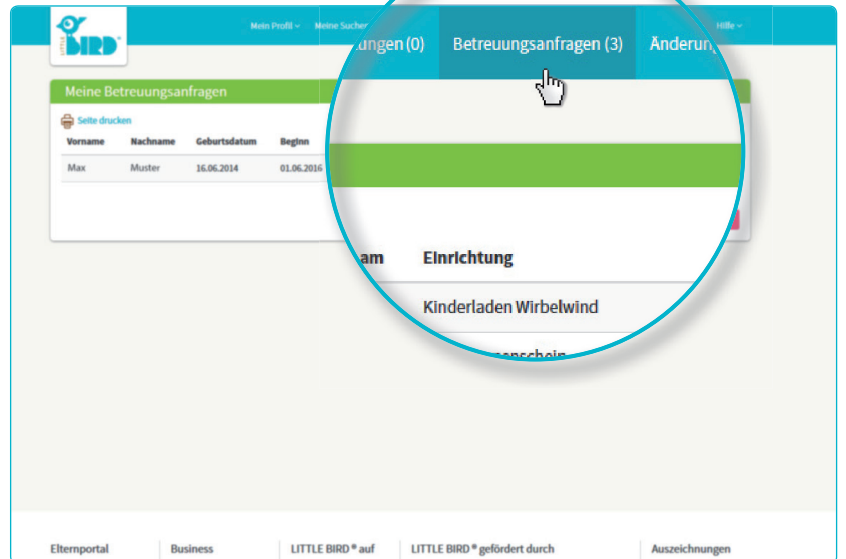 LITTLE BIRD
Mein Profil Meine Suchen Hilfe
(0) Betreuungsanfragen (3)
Meine Betreuungsanfragen
Seite drucken
Vorname Nachname Geburtsdatum Beginn
Max Muster 16.06.2014 01.06.2016
am Einrichtung
Kinderladen Wirbelwind
Elternportal Business LITTLE BIRD® auf LITTLE BIRD® gefördert durch Auszeichnungen